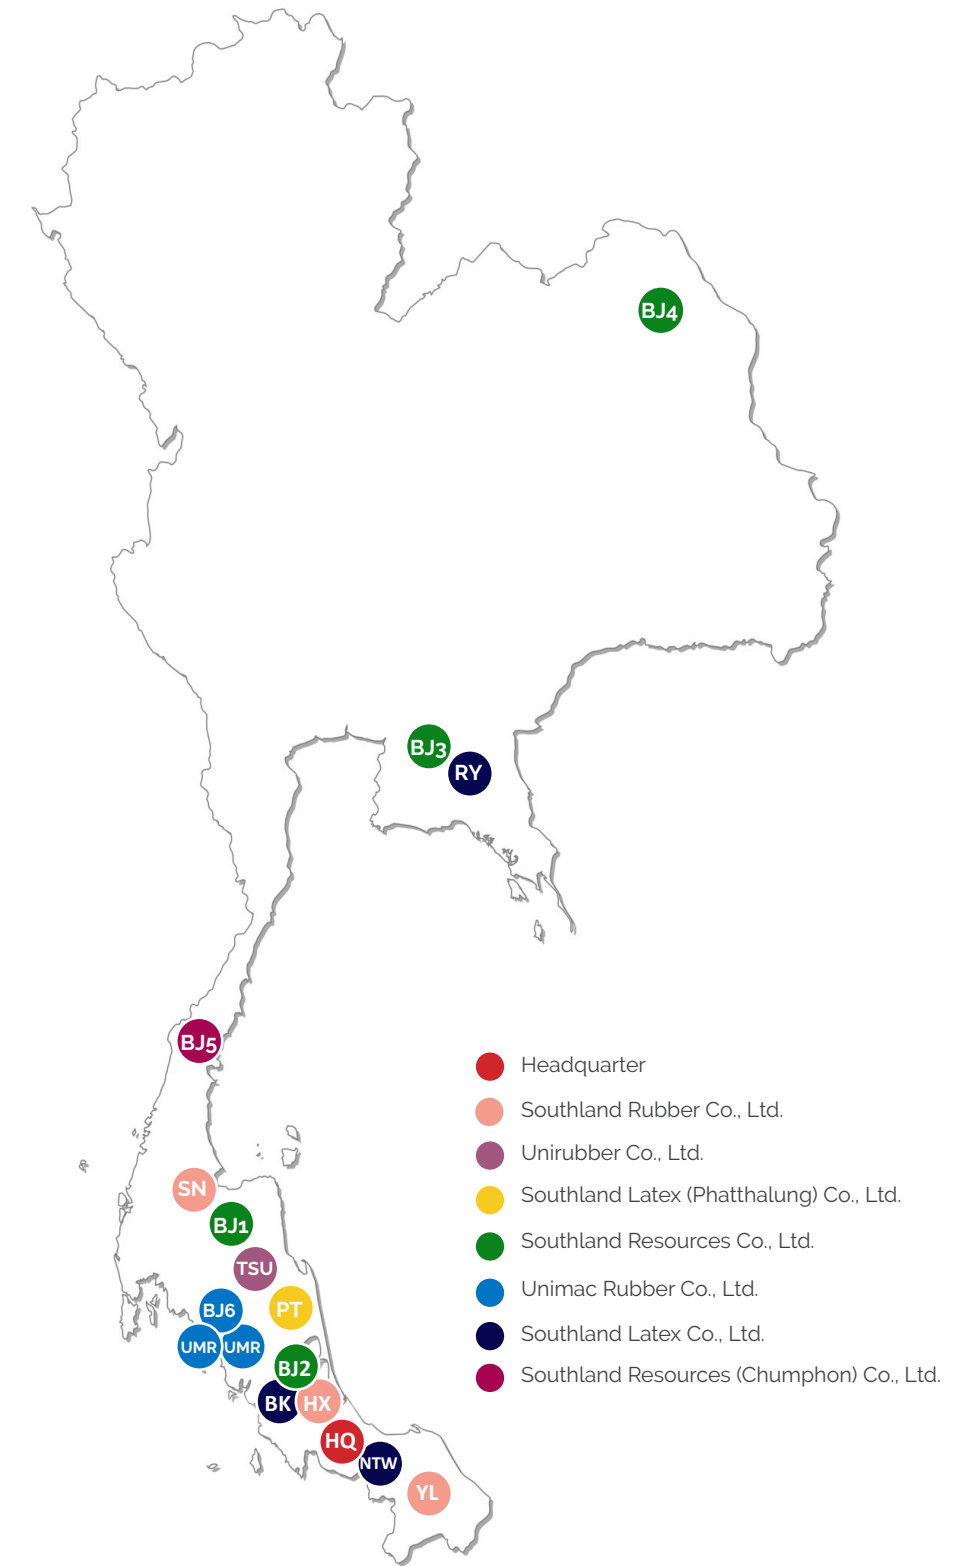 BJ4
BJ3
RY
BJ5
Headquarter
Southland Rubber Co., Ltd.
Unirubber Co., Ltd.
Southland Latex (Phatthalung) Co., Ltd.
Southland Resources Co., Ltd.
Unimac Rubber Co., Ltd.
Southland Latex Co., Ltd.
Southland Resources (Chumphon) Co., Ltd.
SN
BJ1
TSU
BJ6
PT
UMR
UMR
BJ2
BK
HX
HQ
NTW
YL